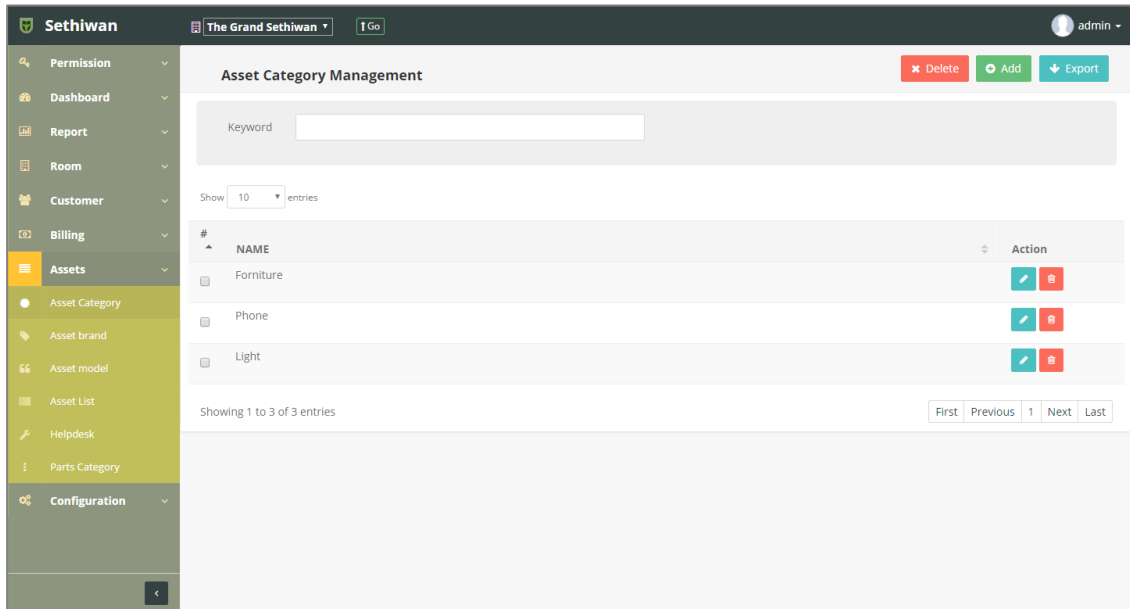 Sethiwan
The Grand Sethiwan
Go
admin
Permission
Dashboard
Report
Room
Customer
Billing
Assets
Asset Category
Asset brand
Asset model
Asset List
Helpdesk
Parts Category
Configuration
Asset Category Management
Delete
Add
Export
Keyword
Show 10 entries
# NAME Action
Forniture
Phone
Light
Showing 1 to 3 of 3 entries
First Previous 1 Next Last